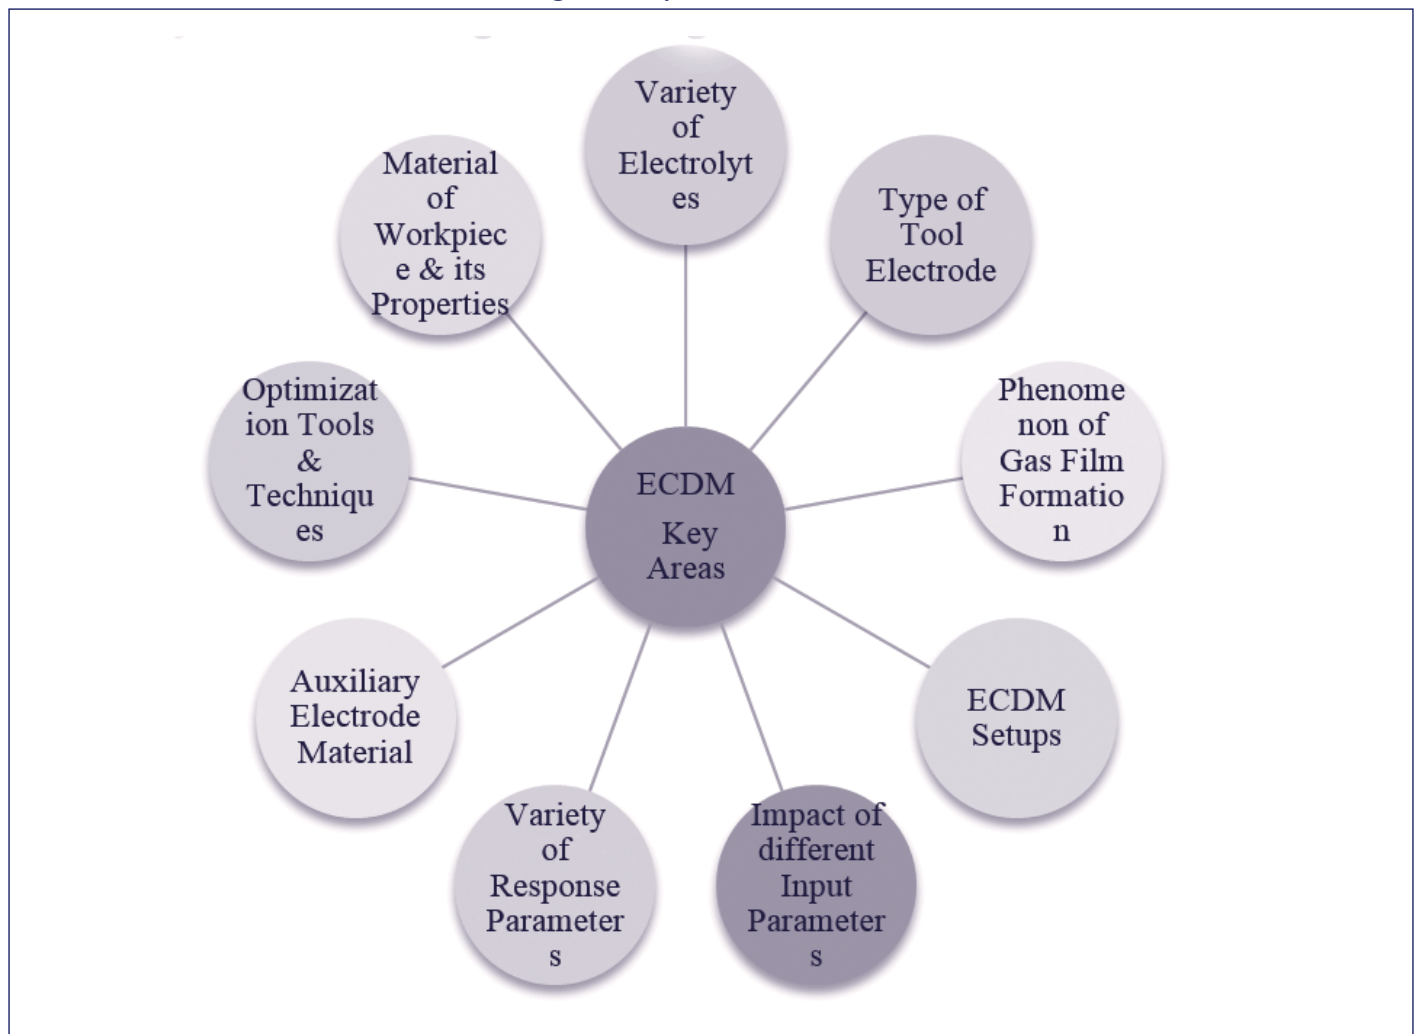 Variety
of
Electrolyt
es
Type of
Tool
Electrode
Phenome
non of
Gas Film
Formatio
n
ECDM
Setups
Impact of
different
Input
Parameter
s
Variety
of
Response
Parameter
s
Auxiliary
Electrode
Material
Optimizat
ion Tools
&
Techniqu
es
Material
of
Workpiec
e & its
Properties
ECDM
Key
Areas